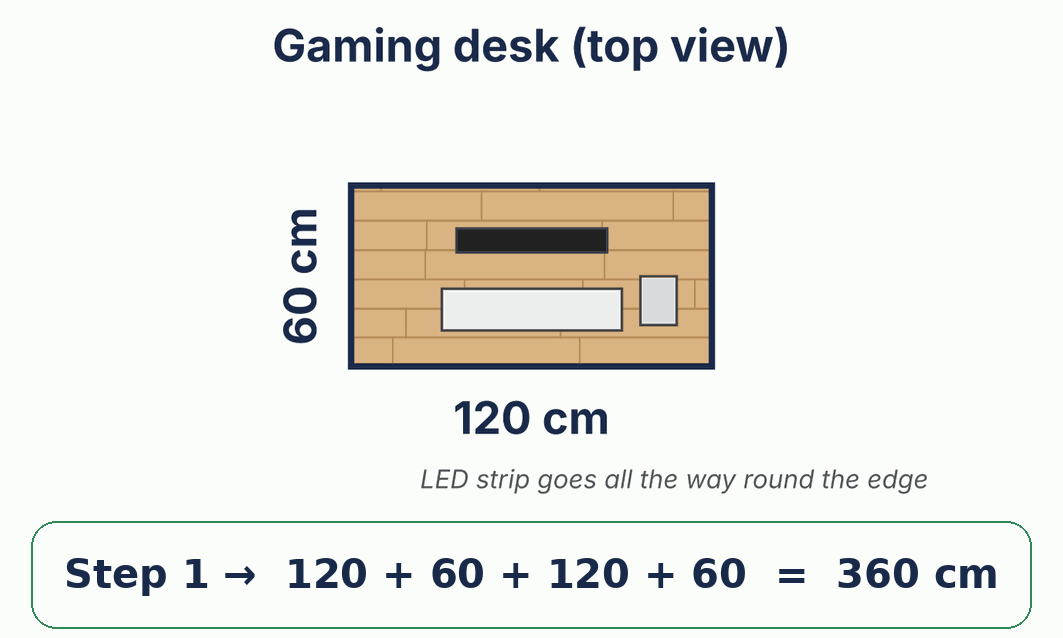 Gaming desk (top view)
60 cm
120 cm
LED strip goes all the way round the edge
Step 1 → 120 + 60 + 120 + 60 = 360 cm